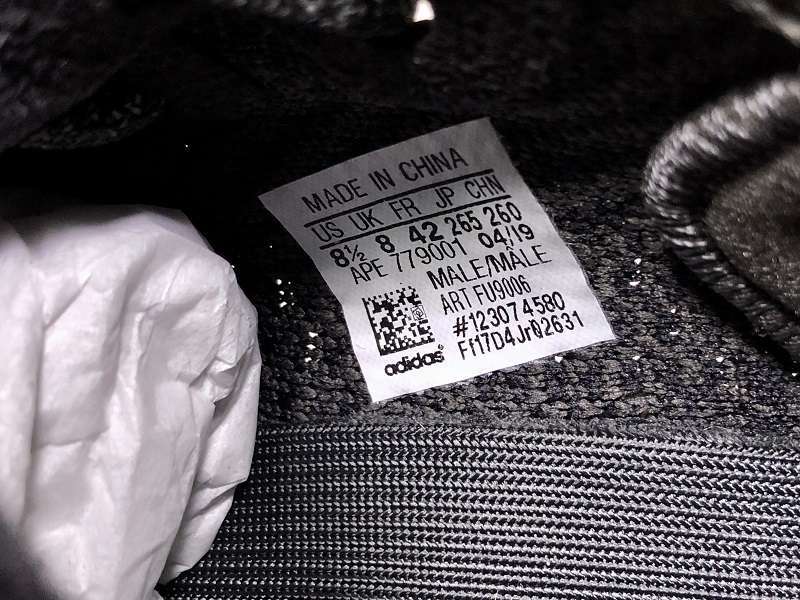 MADE IN CHINA
US UK FR JP CHN
8½ 8 42 265 260
APE 779001 04/19
MALE/MÂLE
ART FU9006
#123074580
Ff17D4JrQ2631
adidas